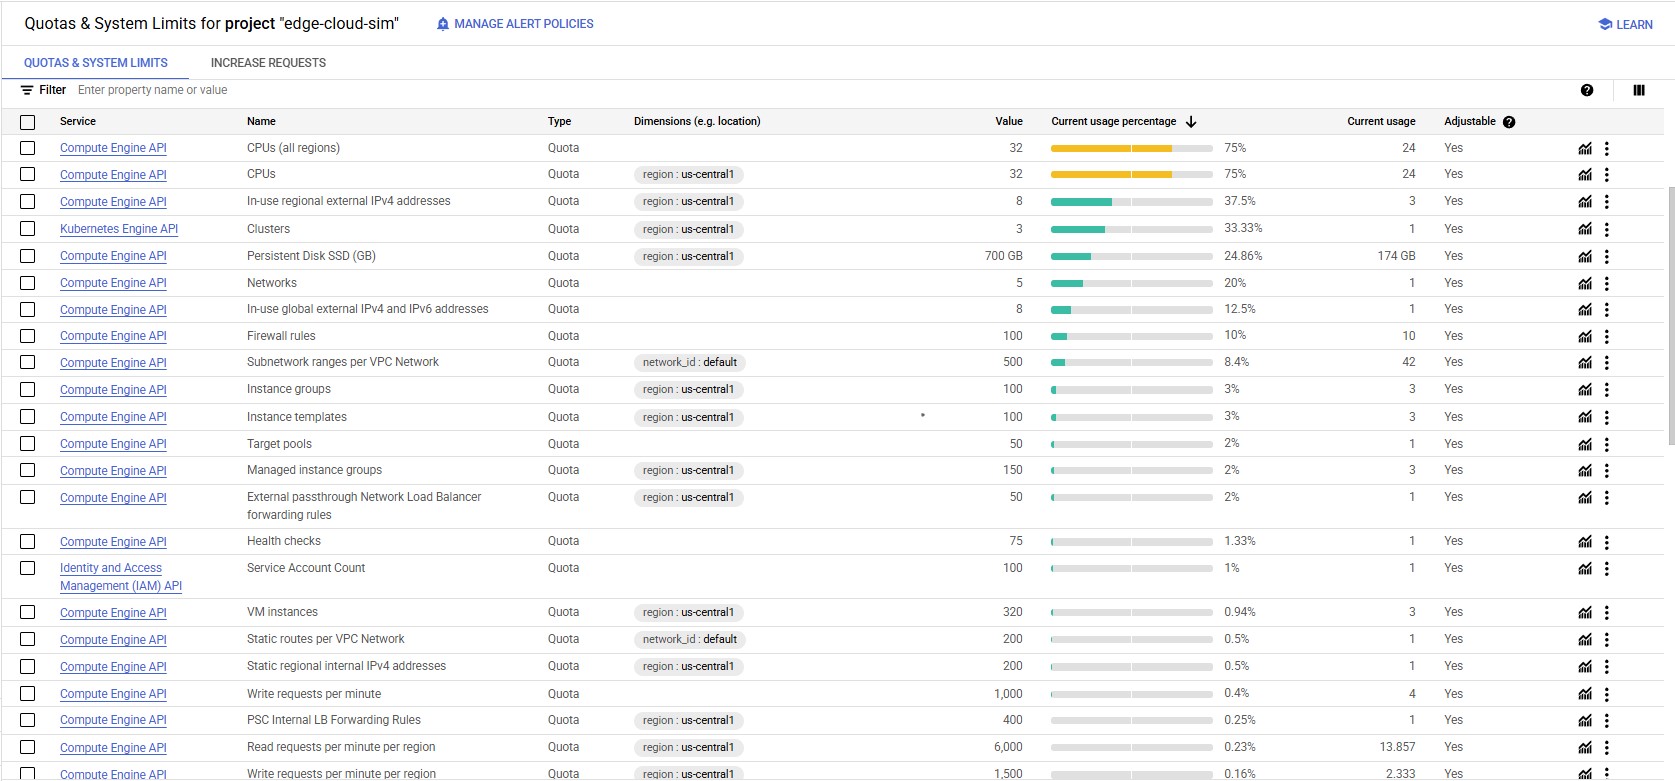 Quotas & System Limits for project "edge-cloud-sim" MANAGE ALERT POLICIES LEARN
QUOTAS & SYSTEM LIMITS INCREASE REQUESTS
Filter Enter property name or value
Service Name Type Dimensions (e.g. location) Value Current usage percentage Current usage Adjustable
Compute Engine API CPUs (all regions) Quota 32 75% 24 Yes
Compute Engine API CPUs Quota region : us-central1 32 75% 24 Yes
Compute Engine API In-use regional external IPv4 addresses Quota region : us-central1 8 37.5% 3 Yes
Kubernetes Engine API Clusters Quota region : us-central1 3 33.33% 1 Yes
Compute Engine API Persistent Disk SSD (GB) Quota region : us-central1 700 GB 24.86% 174 GB Yes
Compute Engine API Networks Quota 5 20% 1 Yes
Compute Engine API In-use global external IPv4 and IPv6 addresses Quota 8 12.5% 1 Yes
Compute Engine API Firewall rules Quota 100 10% 10 Yes
Compute Engine API Subnetwork ranges per VPC Network Quota network_id : default 500 8.4% 42 Yes
Compute Engine API Instance groups Quota region : us-central1 100 3% 3 Yes
Compute Engine API Instance templates Quota region : us-central1 100 3% 3 Yes
Compute Engine API Target pools Quota 50 2% 1 Yes
Compute Engine API Managed instance groups Quota region : us-central1 150 2% 3 Yes
Compute Engine API External passthrough Network Load Balancer Quota region : us-central1 50 2% 1 Yes
forwarding rules
Compute Engine API Health checks Quota 75 1.33% 1 Yes
Identity and Access Service Account Count Quota 100 1% 1 Yes
Management (IAM) API
Compute Engine API VM instances Quota region : us-central1 320 0.94% 3 Yes
Compute Engine API Static routes per VPC Network Quota network_id : default 200 0.5% 1 Yes
Compute Engine API Static regional internal IPv4 addresses Quota region : us-central1 200 0.5% 1 Yes
Compute Engine API Write requests per minute Quota 1,000 0.4% 4 Yes
Compute Engine API PSC Internal LB Forwarding Rules Quota region : us-central1 400 0.25% 1 Yes
Compute Engine API Read requests per minute per region Quota region : us-central1 6,000 0.23% 13.857 Yes
Compute Engine API Write requests per minute per region Quota region : us-central1 1,500 0.16% 2.333 Yes